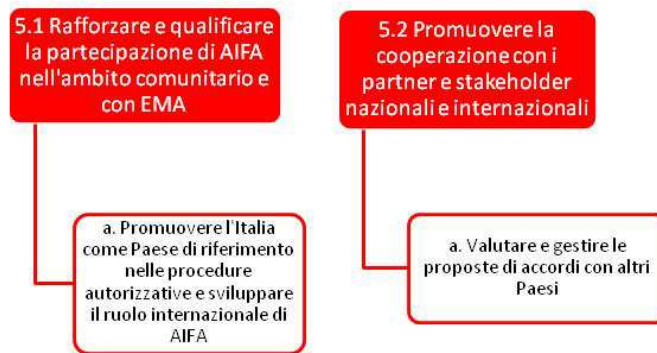 5.1 Rafforzare e qualificare
la partecipazione di AIFA
nell'ambito comunitario e
con EMA
a. Promuovere l'Italia
come Paese di riferimento
nelle procedure
autorizzative e sviluppare
il ruolo internazionale di
AIFA
5.2 Promuovere la
cooperazione con i
partner e stakeholder
nazionali e internazionali
a. Valutare e gestire le
proposte di accordi con altri
Paesi